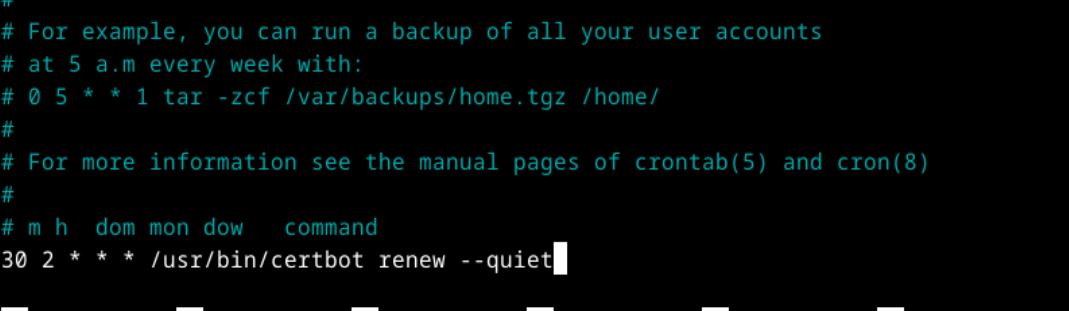 #
# For example, you can run a backup of all your user accounts
# at 5 a.m every week with:
# 0 5 * * 1 tar -zcf /var/backups/home.tgz /home/
#
# For more information see the manual pages of crontab(5) and cron(8)
#
# m h  dom mon dow   command
30 2 * * * /usr/bin/certbot renew --quiet